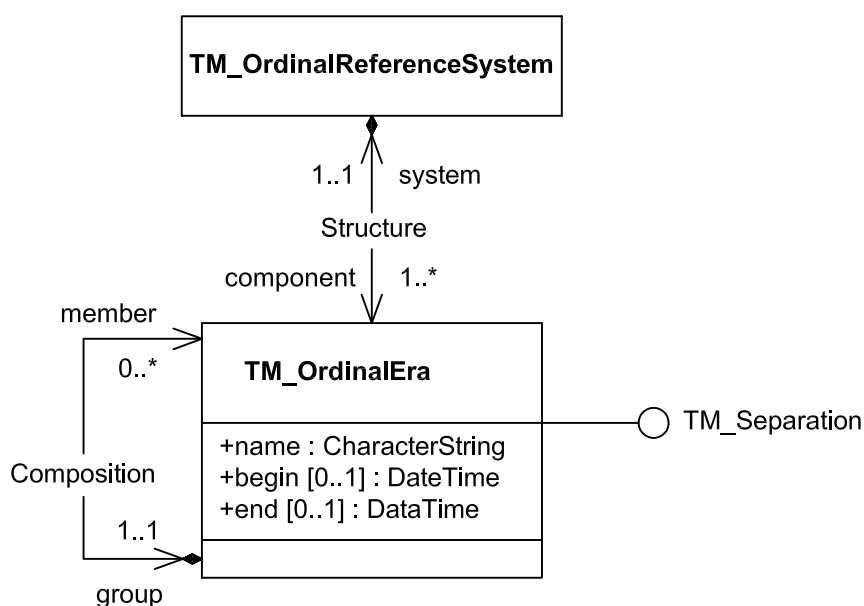 TM_OrdinalReferenceSystem
1..1 system
Structure
component 1..*
member
0..*
TM_OrdinalEra
TM_Separation
+name : CharacterString
+begin [0..1] : DateTime
+end [0..1] : DataTime
Composition
1..1
group